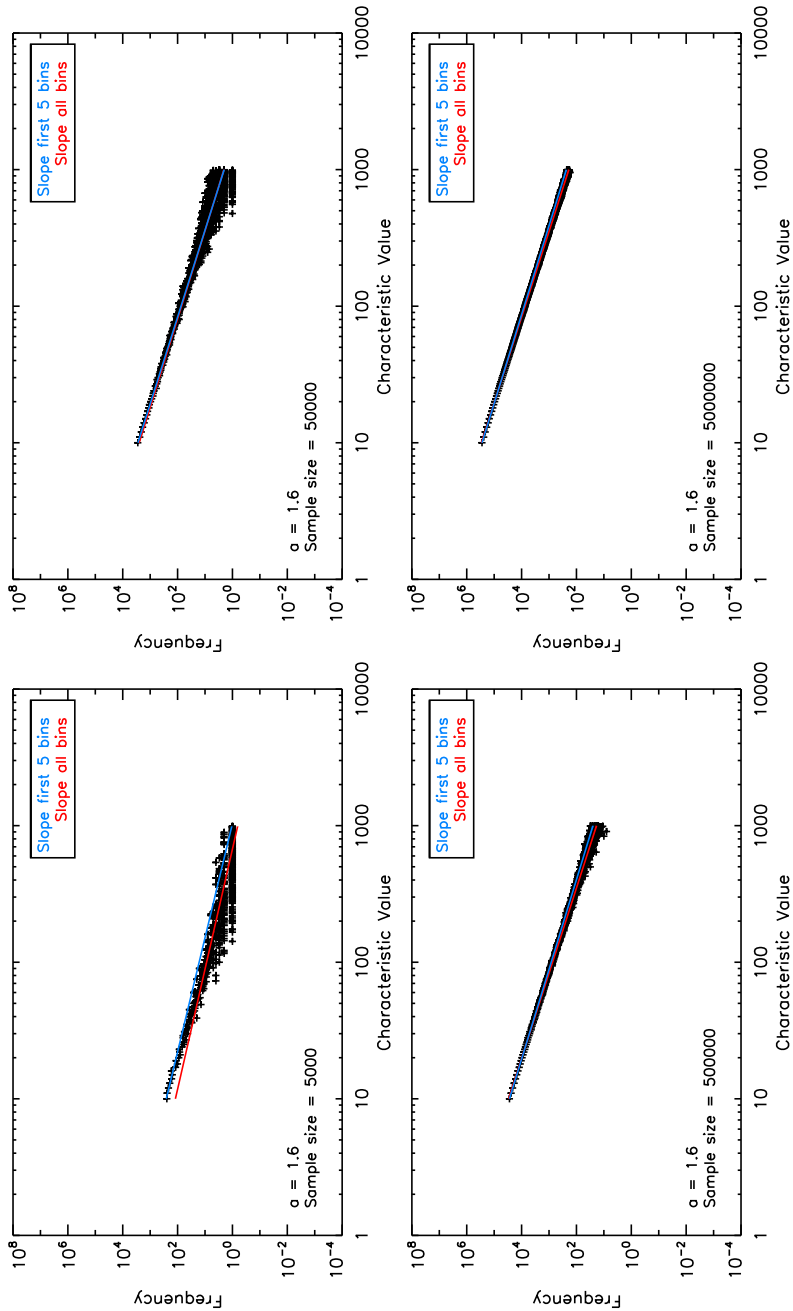 10^8
10^6
10^4
10^2
10^0
10^-2
10^-4
Frequency
Slope first 5 bins
Slope all bins
a = 1.6
Sample size = 5000
1 10 100 1000 10000
Characteristic Value
10^8
10^6
10^4
10^2
10^0
10^-2
10^-4
Frequency
Slope first 5 bins
Slope all bins
a = 1.6
Sample size = 50000
1 10 100 1000 10000
Characteristic Value
10^8
10^6
10^4
10^2
10^0
10^-2
10^-4
Frequency
Slope first 5 bins
Slope all bins
a = 1.6
Sample size = 500000
1 10 100 1000 10000
Characteristic Value
10^8
10^6
10^4
10^2
10^0
10^-2
10^-4
Frequency
Slope first 5 bins
Slope all bins
a = 1.6
Sample size = 5000000
1 10 100 1000 10000
Characteristic Value